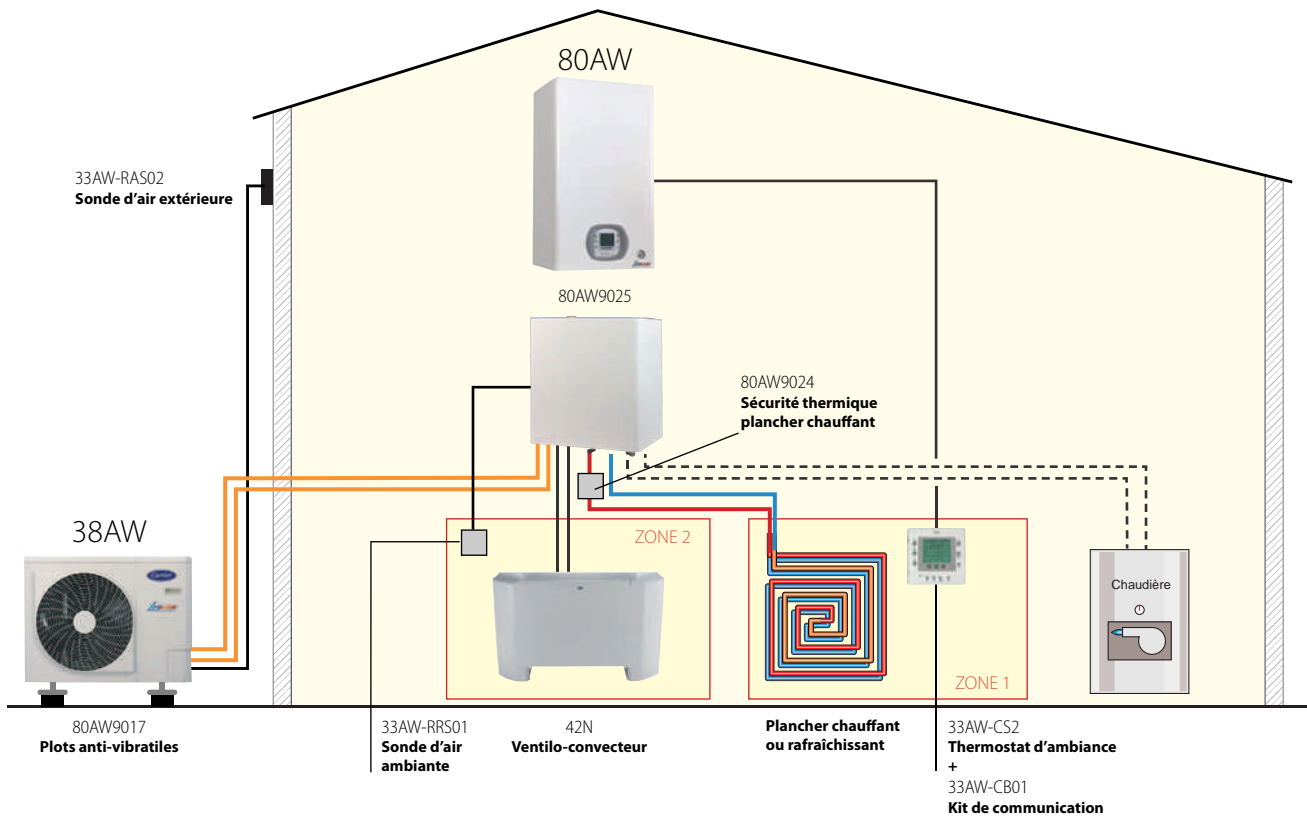 80AW
33AW-RAS02
Sonde d'air extérieure
80AW9025
80AW9024
Sécurité thermique
plancher chauffant
38AW
Carrier
ZONE 2
Chaudière
ZONE 1
80AW9017
Plots anti-vibratiles
33AW-RRS01
Sonde d'air
ambiante
42N
Ventilo-convecteur
Plancher chauffant
ou rafraîchissant
33AW-CS2
Thermostat d'ambiance
+
33AW-CB01
Kit de communication